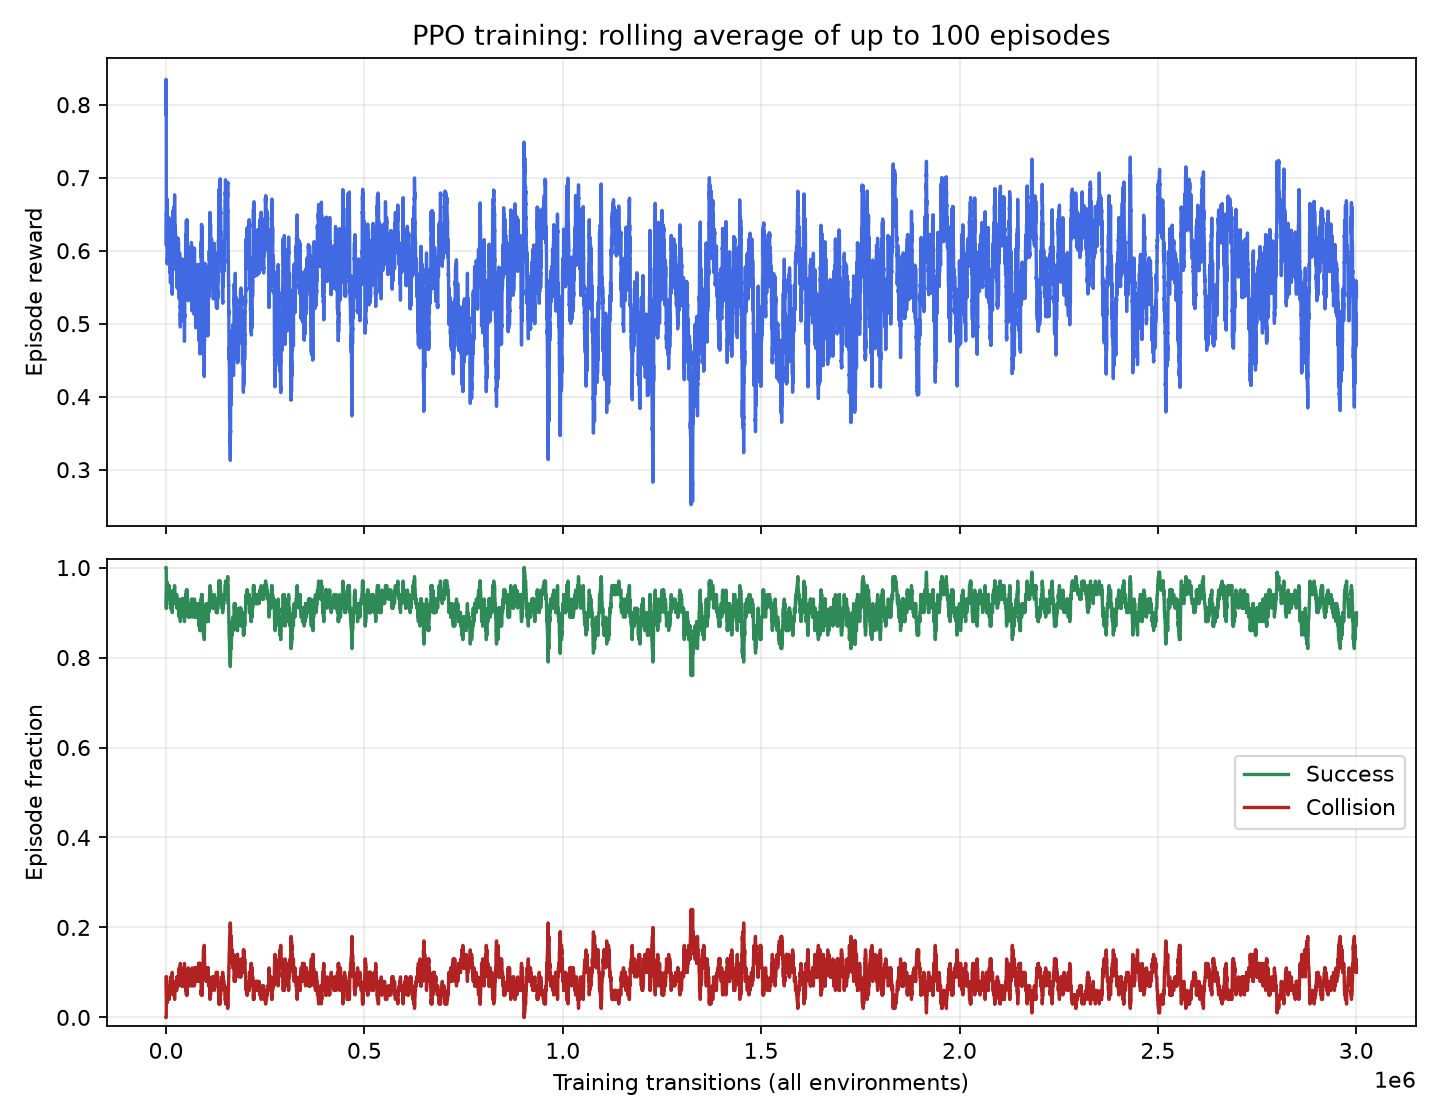 PPO training: rolling average of up to 100 episodes
Episode reward
0.8
0.7
0.6
0.5
0.4
0.3
Episode fraction
1.0
0.8
0.6
0.4
0.2
0.0
Success
Collision
0.0 0.5 1.0 1.5 2.0 2.5 3.0
Training transitions (all environments)
1e6